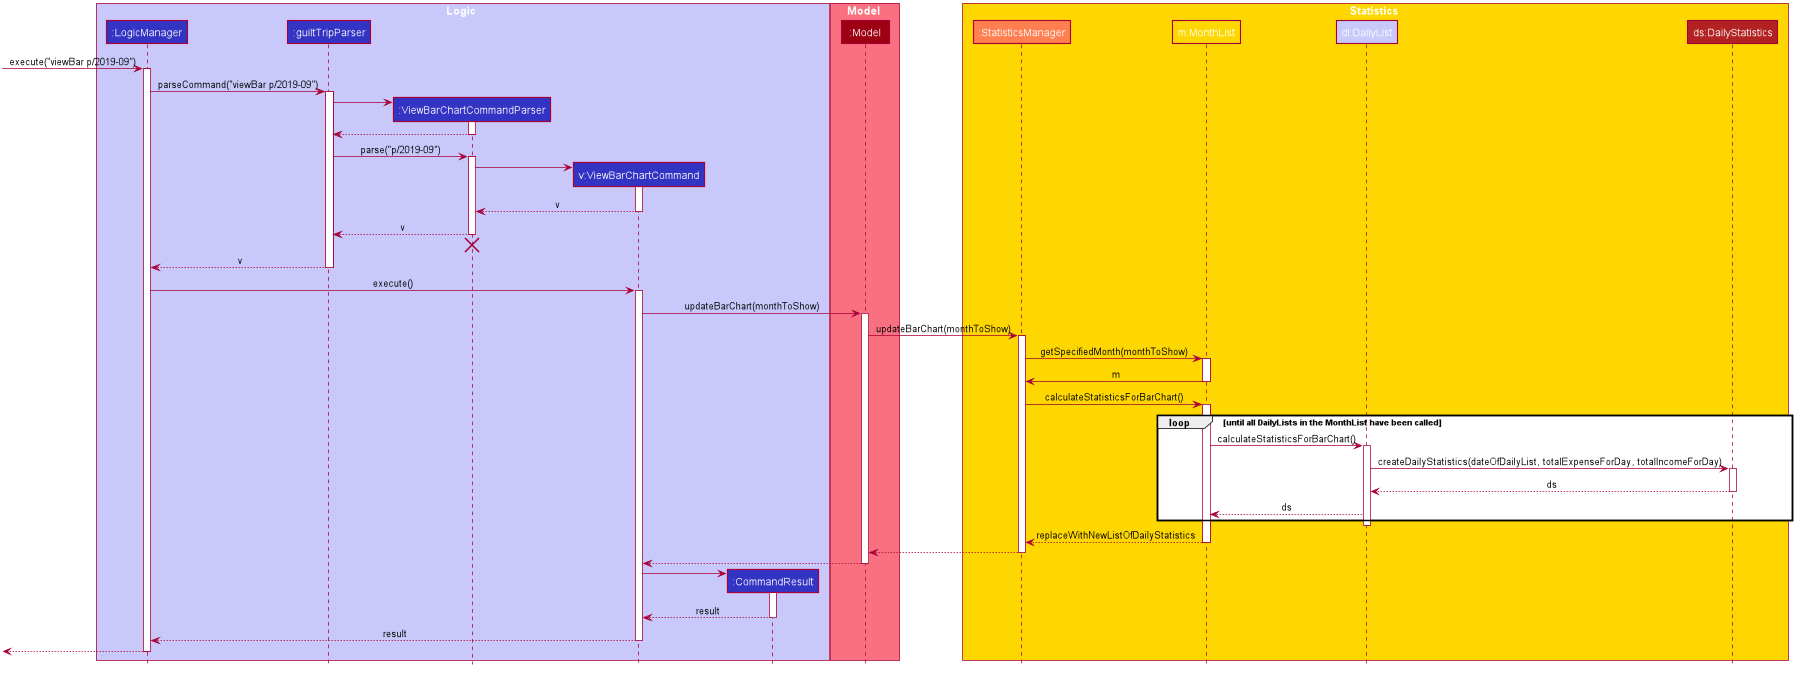 Logic
Model
Statistics
:LogicManager
:guiltTripParser
:Model
:StatisticsManager
m:MonthList
dl:DailyList
ds:DailyStatistics
execute("viewBar p/2019-09")
parseCommand("viewBar p/2019-09")
:ViewBarChartCommandParser
parse("p/2019-09")
v:ViewBarChartCommand
v
v
v
execute()
updateBarChart(monthToShow)
updateBarChart(monthToShow)
getSpecifiedMonth(monthToShow)
m
calculateStatisticsForBarChart()
loop [until all DailyLists in the MonthList have been called]
calculateStatisticsForBarChart()
createDailyStatistics(dateOfDailyList, totalExpenseForDay, totalIncomeForDay)
ds
ds
replaceWithNewListOfDailyStatistics
:CommandResult
result
result